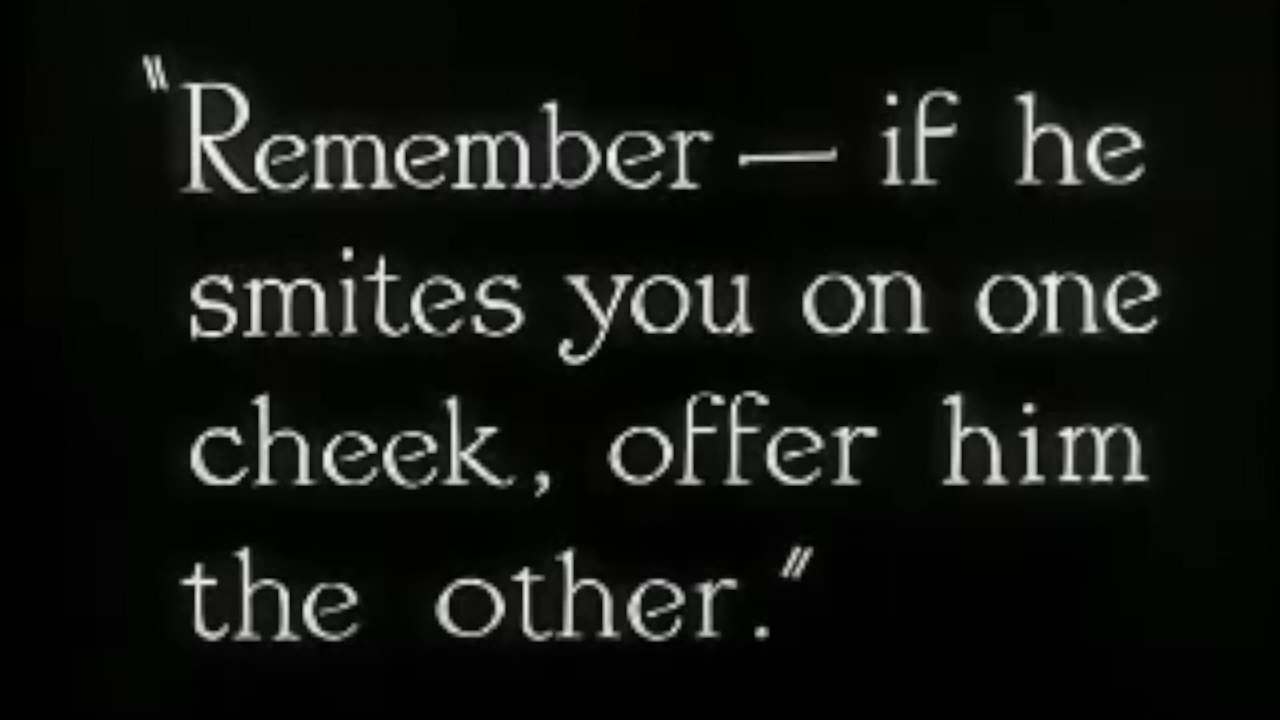 "Remember — if he
smites you on one
cheek, offer him
the other."